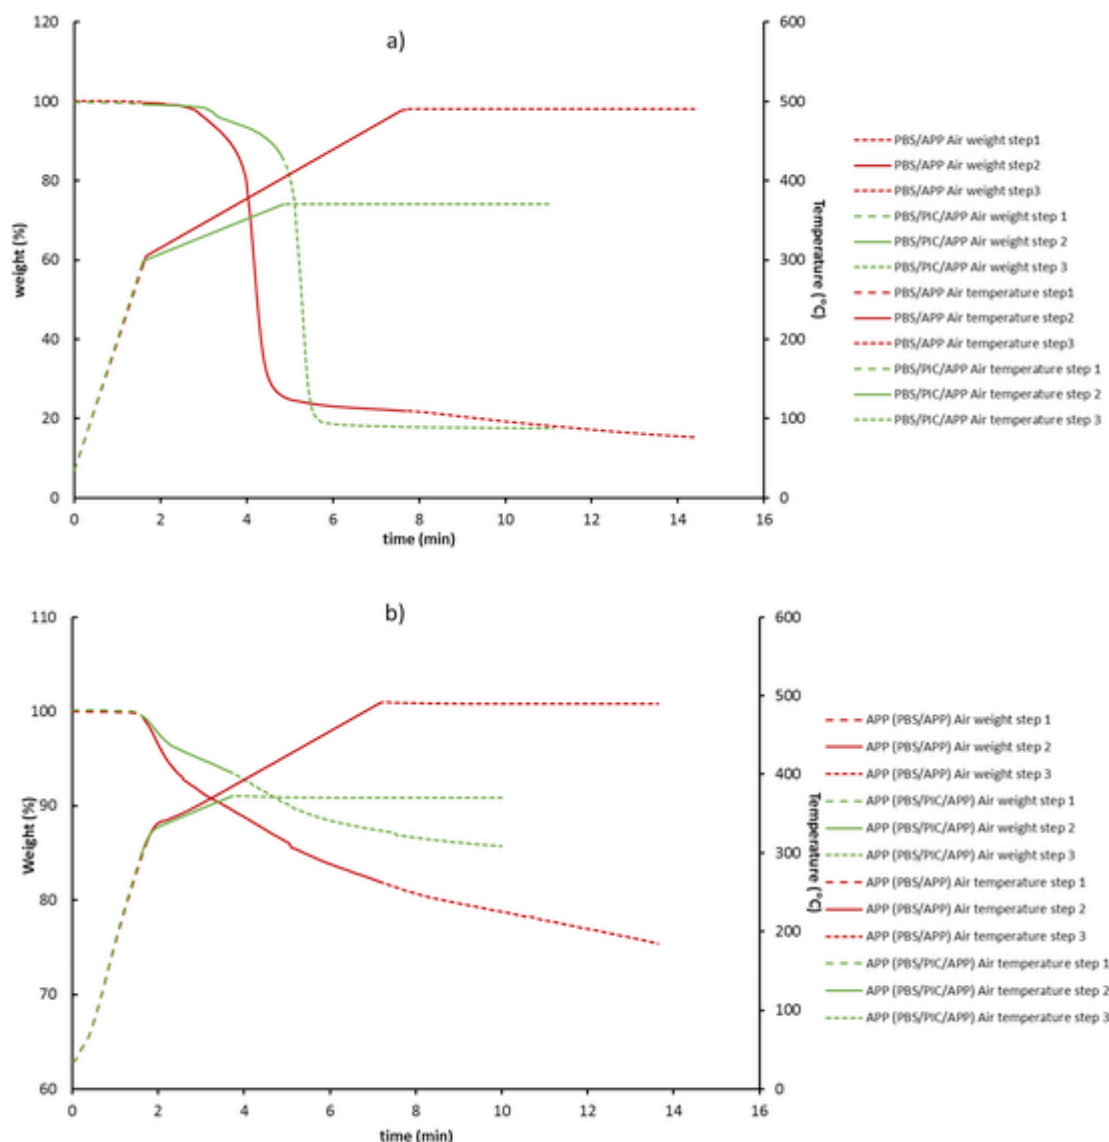 a)
120
100
80
60
40
20
0
weight (%)
600
500
400
300
200
100
0
Temperature (°C)
0 2 4 6 8 10 12 14 16
time (min)
PBS/APP Air weight step1
PBS/APP Air weight step2
PBS/APP Air weight step3
PBS/PIC/APP Air weight step 1
PBS/PIC/APP Air weight step 2
PBS/PIC/APP Air weight step 3
PBS/APP Air temperature step1
PBS/APP Air temperature step2
PBS/APP Air temperature step3
PBS/PIC/APP Air temperature step 1
PBS/PIC/APP Air temperature step 2
PBS/PIC/APP Air temperature step 3
b)
110
100
90
80
70
60
Weight (%)
600
500
400
300
200
100
0
Temperature (°C)
0 2 4 6 8 10 12 14 16
time (min)
APP (PBS/APP) Air weight step 1
APP (PBS/APP) Air weight step 2
APP (PBS/APP) Air weight step 3
APP (PBS/PIC/APP) Air weight step 1
APP (PBS/PIC/APP) Air weight step 2
APP (PBS/PIC/APP) Air weight step 3
APP (PBS/APP) Air temperature step 1
APP (PBS/APP) Air temperature step 2
APP (PBS/APP) Air temperature step 3
APP (PBS/PIC/APP) Air temperature step 1
APP (PBS/PIC/APP) Air temperature step 2
APP (PBS/PIC/APP) Air temperature step 3